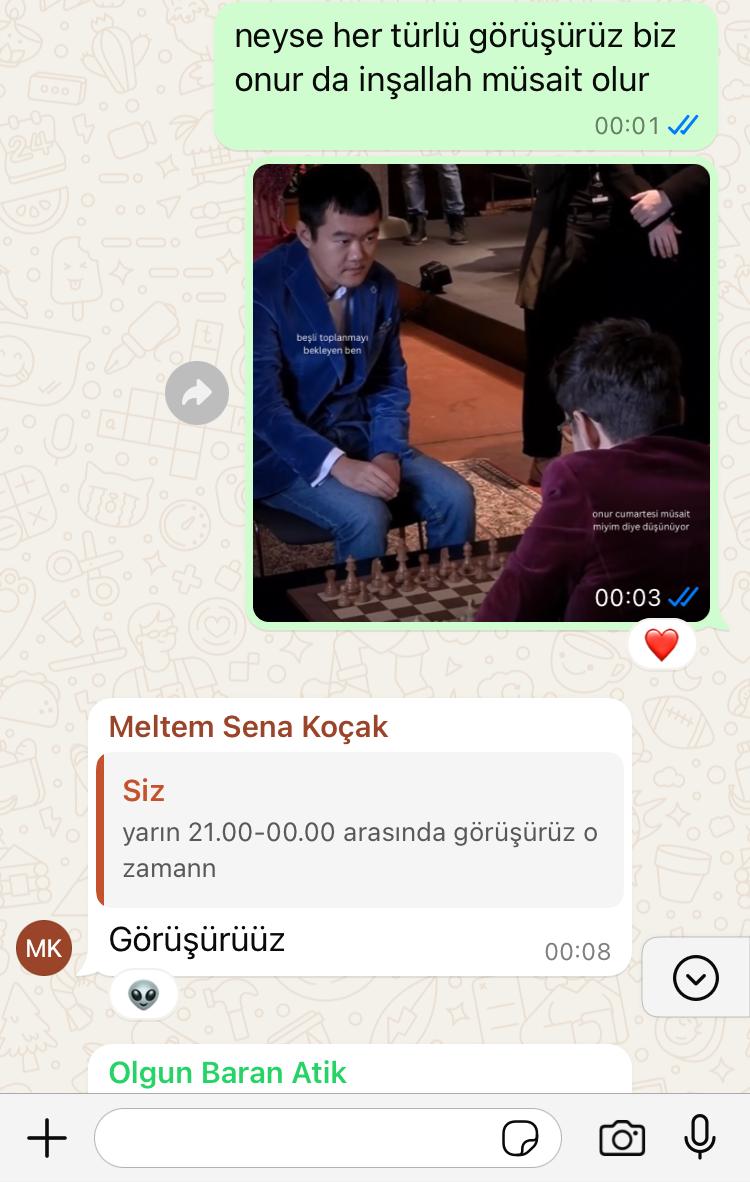 neyse her türlü görüşürüz biz
onur da inşallah müsait olur
00:01
beşli toplanmayı
bekleyen ben
onur cumartesi müsait
miyim diye düşünüyor
00:03
Meltem Sena Koçak
Siz
yarın 21.00-00.00 arasında görüşürüz o
zamann
Görüşürüüz
00:08
MK
Olgun Baran Atik